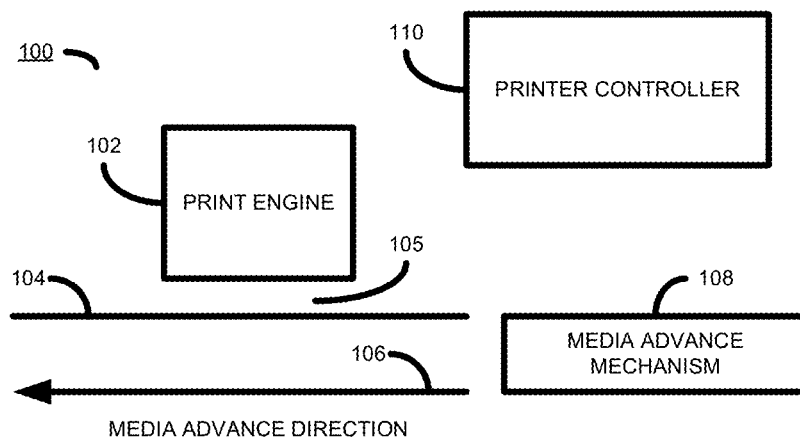 100
110
PRINTER CONTROLLER
102
PRINT ENGINE
105
104
108
MEDIA ADVANCE
MECHANISM
106
MEDIA ADVANCE DIRECTION